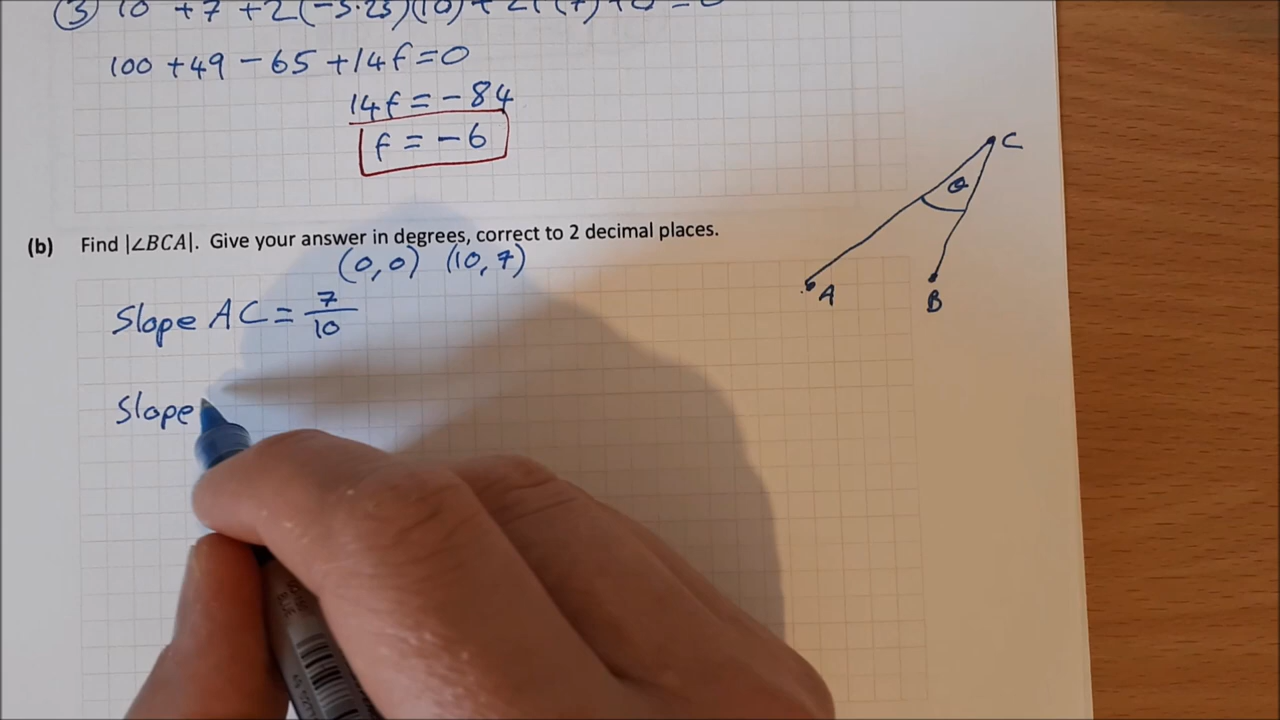 100 + 49 - 65 + 14f = 0
14f = -84
f = -6
C
θ
(b) Find |∠BCA|. Give your answer in degrees, correct to 2 decimal places.
(0,0) (10,7)
A
B
Slope AC = 7/10
Slope
BLUE